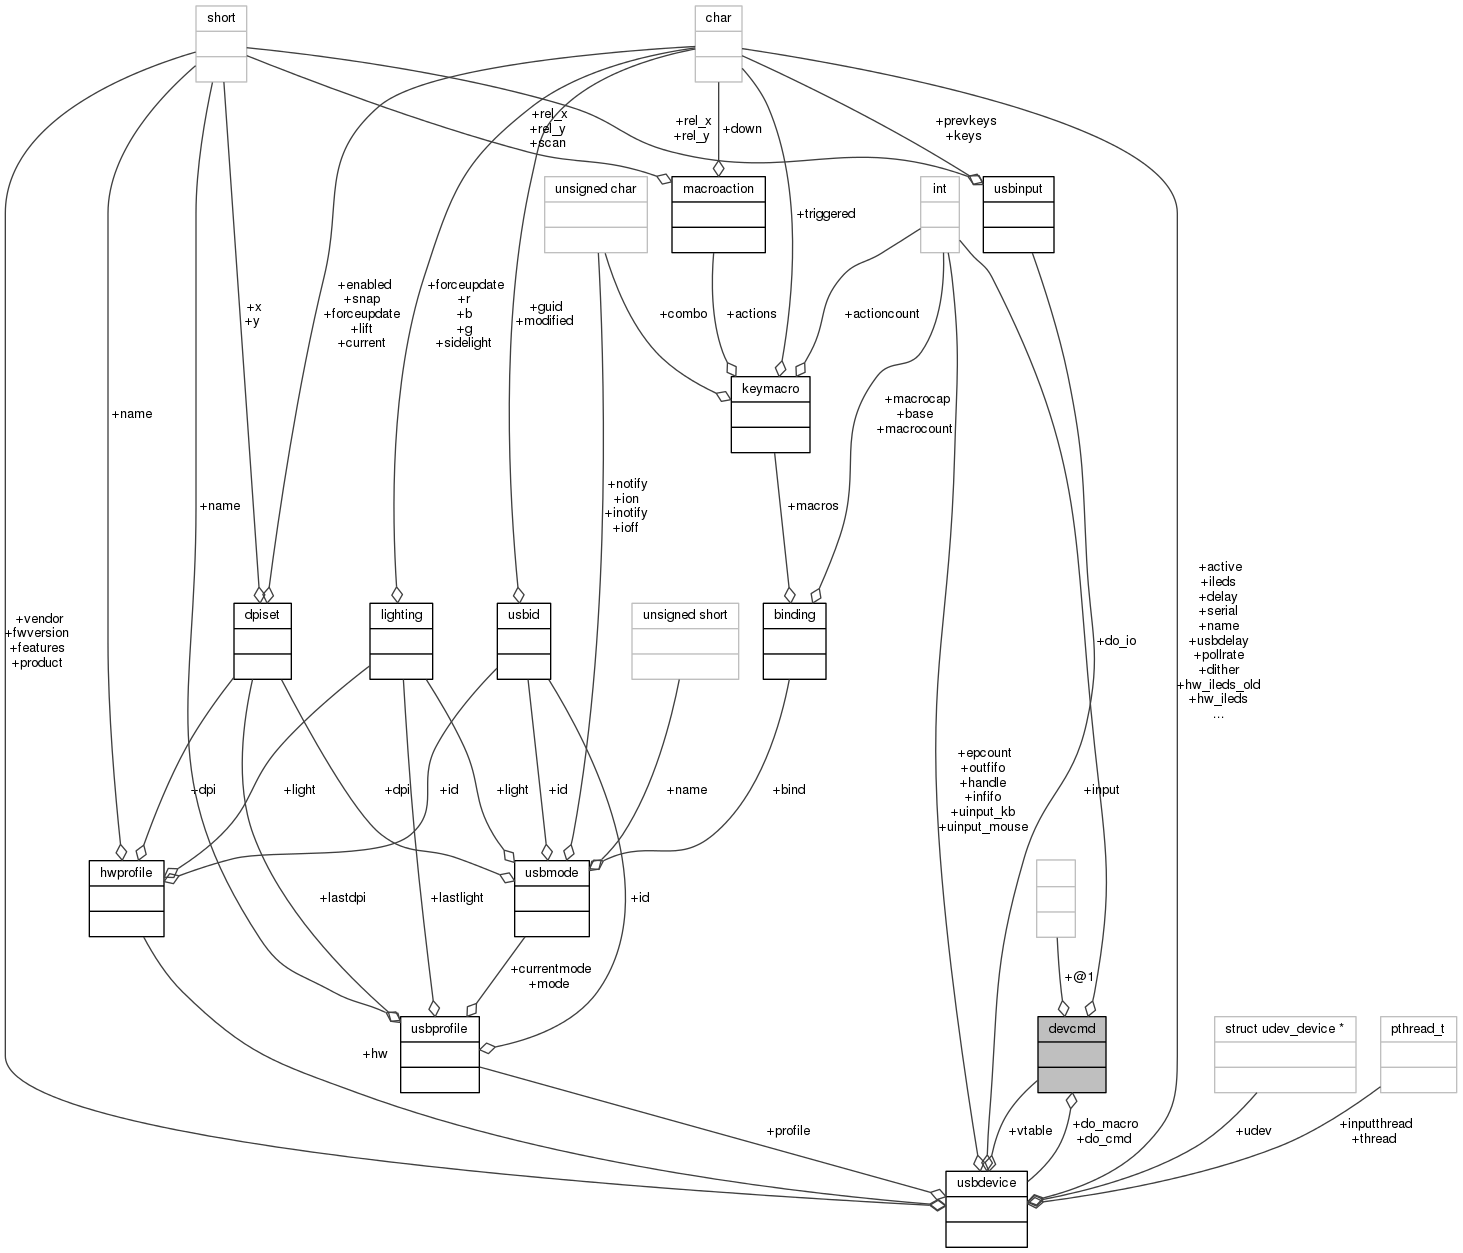 short
char
+rel_x
+rel_y
+scan
+rel_x
+rel_y
+down
+prevkeys
+keys
unsigned char
macroaction
int
usbinput
+triggered
+x
+y
+enabled
+snap
+forceupdate
+lift
+current
+forceupdate
+r
+b
+g
+sidelight
+guid
+modified
+combo
+actions
+actioncount
keymacro
+name
+macrocap
+base
+macrocount
+name
+notify
+ion
+inotify
+ioff
+macros
+vendor
+fwversion
+features
+product
dpiset
lighting
usbid
unsigned short
binding
+do_io
+active
+ileds
+delay
+serial
+name
+usbdelay
+pollrate
+dither
+hw_ileds_old
+hw_ileds
...
+dpi
+light
+dpi
+id
+light
+id
+name
+bind
+epcount
+outfifo
+handle
+infifo
+uinput_kb
+uinput_mouse
+input
hwprofile
usbmode
+lastdpi
+lastlight
+id
+currentmode
+mode
+@1
usbprofile
devcmd
struct udev_device *
pthread_t
+hw
+profile
+vtable
+do_macro
+do_cmd
+udev
+inputthread
+thread
usbdevice